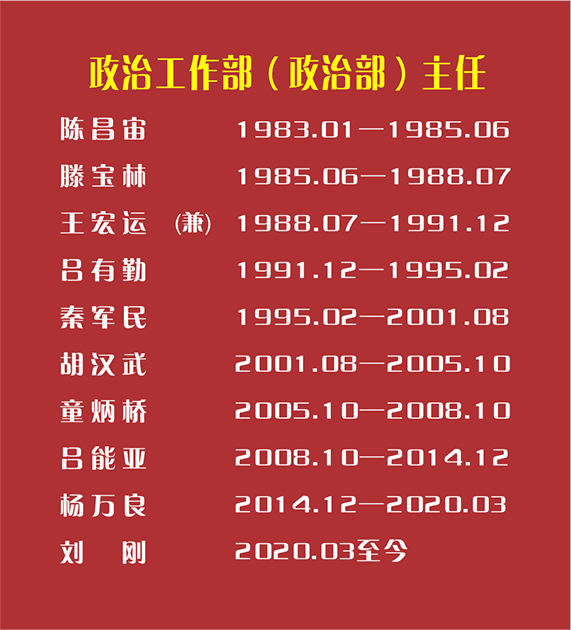 政治工作部（政治部）主任
陈昌宙 1983.01—1985.06
滕宝林 1985.06—1988.07
王宏运 (兼) 1988.07—1991.12
吕有勤 1991.12—1995.02
秦军民 1995.02—2001.08
胡汉武 2001.08—2005.10
童炳桥 2005.10—2008.10
吕能亚 2008.10—2014.12
杨万良 2014.12—2020.03
刘　刚 2020.03至今